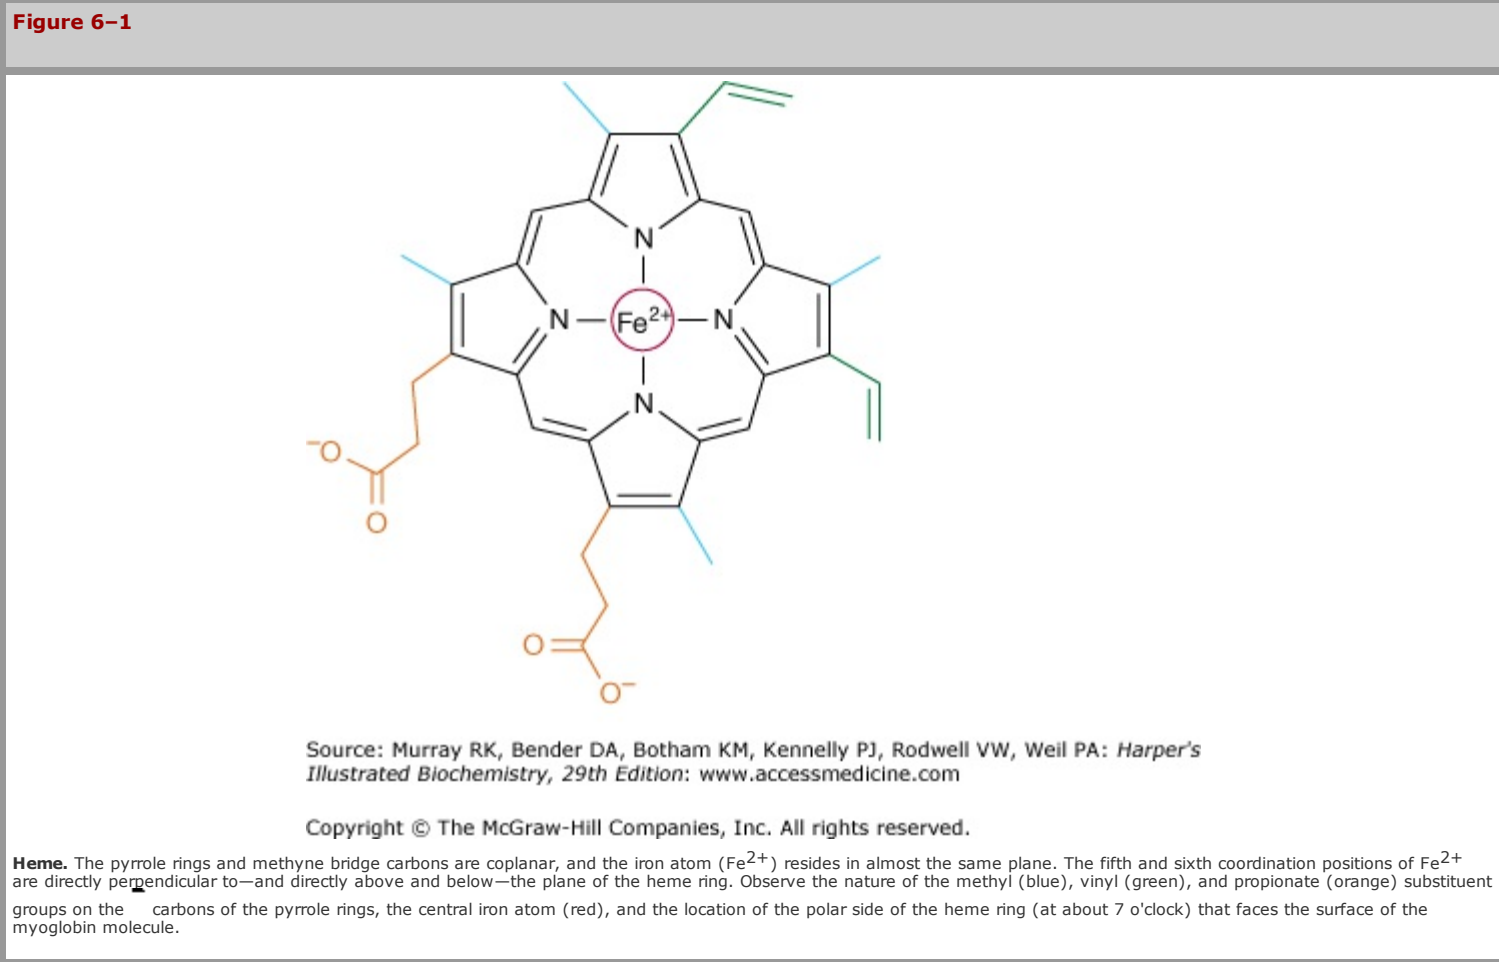 Figure 6–1
N
N
Fe2+
N
N
⁻O
O
O
O⁻
Source: Murray RK, Bender DA, Botham KM, Kennelly PJ, Rodwell VW, Weil PA: Harper's
Illustrated Biochemistry, 29th Edition: www.accessmedicine.com
Copyright © The McGraw-Hill Companies, Inc. All rights reserved.
Heme. The pyrrole rings and methyne bridge carbons are coplanar, and the iron atom (Fe2+) resides in almost the same plane. The fifth and sixth coordination positions of Fe2+
are directly perpendicular to—and directly above and below—the plane of the heme ring. Observe the nature of the methyl (blue), vinyl (green), and propionate (orange) substituent
groups on the carbons of the pyrrole rings, the central iron atom (red), and the location of the polar side of the heme ring (at about 7 o'clock) that faces the surface of the
myoglobin molecule.